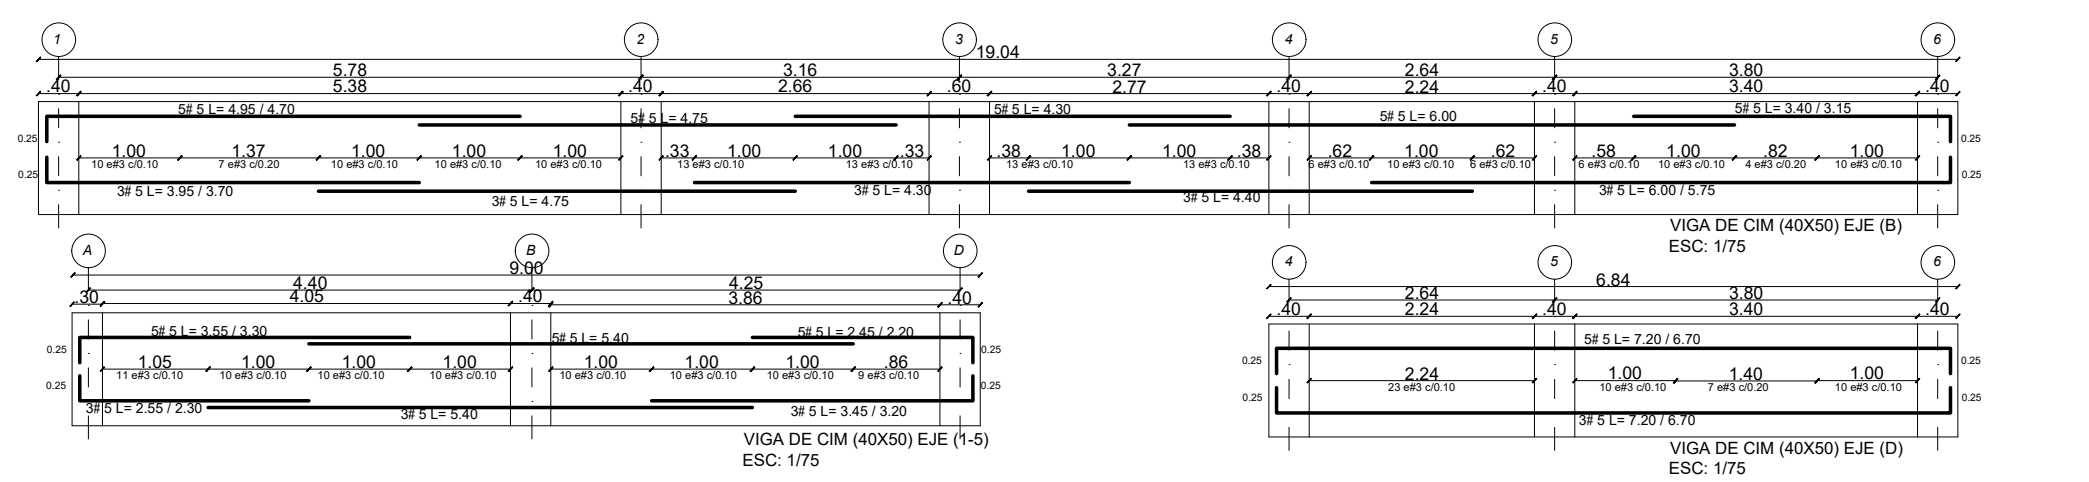 1 2 3 4 5 6
19.04
5.78 3.16 3.27 2.64 3.80
.40 5.38 .40 2.66 .60 2.77 .40 2.24 .40 3.40 .40
5# 5 L= 4.95 / 4.70 5# 5 L= 4.75 5# 5 L= 4.30 5# 5 L= 6.00 5# 5 L= 3.40 / 3.15
0.25 0.25
1.00 1.37 1.00 1.00 1.00 .33 1.00 1.00 .33 .38 1.00 1.00 .38 .62 1.00 .62 .58 1.00 .82 1.00
10 e#3 c/0.10 7 e#3 c/0.20 10 e#3 c/0.10 10 e#3 c/0.10 10 e#3 c/0.10 13 e#3 c/0.10 13 e#3 c/0.10 13 e#3 c/0.10 13 e#3 c/0.10 6 e#3 c/0.10 10 e#3 c/0.10 6 e#3 c/0.10 6 e#3 c/0.10 10 e#3 c/0.10 4 e#3 c/0.20 10 e#3 c/0.10
0.25 0.25
3# 5 L= 3.95 / 3.70 3# 5 L= 4.75 3# 5 L= 4.30 3# 5 L= 4.40 3# 5 L= 6.00 / 5.75
VIGA DE CIM (40X50) EJE (B)
ESC: 1/75
A B D
9.00
4.40 4.25
.30 4.05 .40 3.86 .40
5# 5 L= 3.55 / 3.30 5# 5 L= 5.40 5# 5 L= 2.45 / 2.20
0.25 0.25
1.05 1.00 1.00 1.00 1.00 1.00 1.00 .86
11 e#3 c/0.10 10 e#3 c/0.10 10 e#3 c/0.10 10 e#3 c/0.10 10 e#3 c/0.10 10 e#3 c/0.10 10 e#3 c/0.10 9 e#3 c/0.10
0.25 0.25
3# 5 L= 2.55 / 2.30 3# 5 L= 5.40 3# 5 L= 3.45 / 3.20
VIGA DE CIM (40X50) EJE (1-5)
ESC: 1/75
4 5 6
6.84
2.64 3.80
.40 2.24 .40 3.40 .40
5# 5 L= 7.20 / 6.70
0.25 0.25
2.24 1.00 1.40 1.00
23 e#3 c/0.10 10 e#3 c/0.10 7 e#3 c/0.20 10 e#3 c/0.10
0.25 0.25
3# 5 L= 7.20 / 6.70
VIGA DE CIM (40X50) EJE (D)
ESC: 1/75